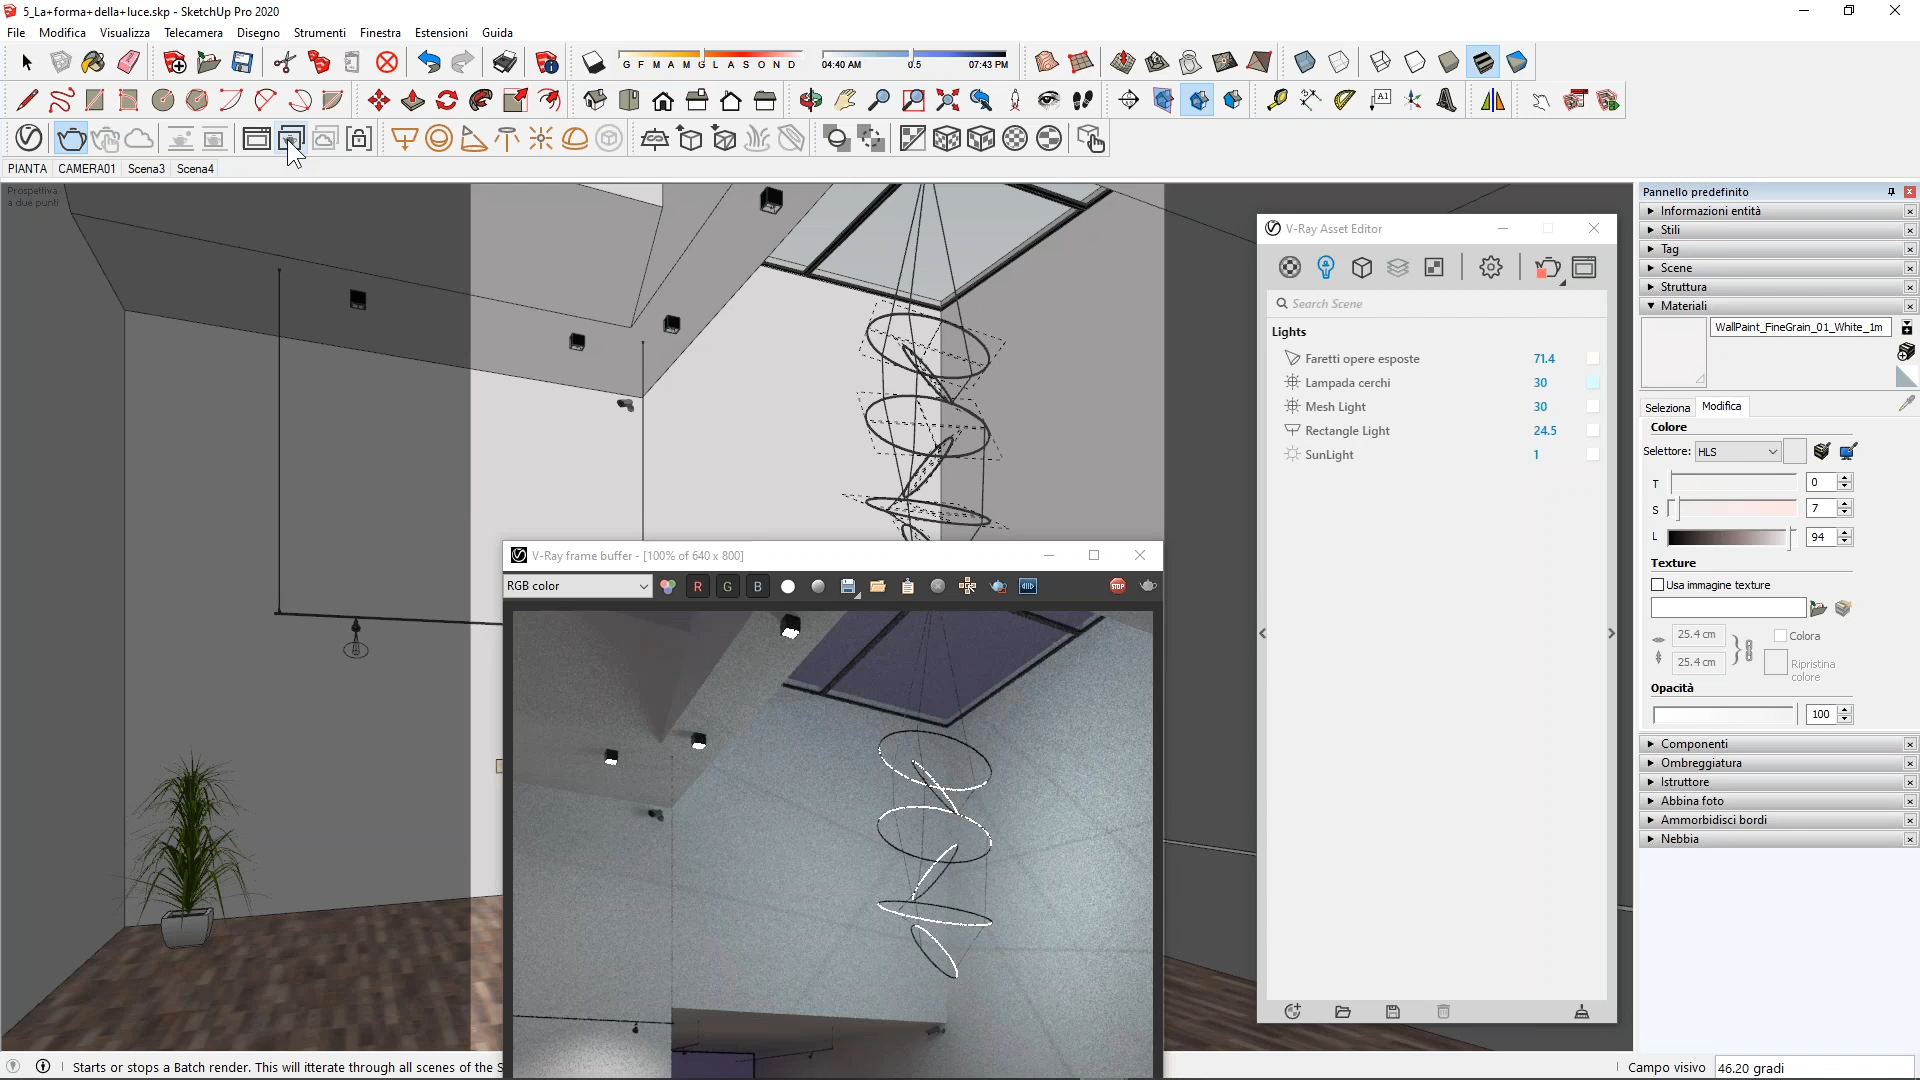 5_La+forma+della+luce.skp - SketchUp Pro 2020
File Modifica Visualizza Telecamera Disegno Strumenti Finestra Estensioni Guida
G F M A M G L A S O N D 04:40 AM 0.5 07:43 PM
A1
PIANTA CAMERA01 Scena3 Scena4
Prospettiva
a due punti
Pannello predefinito
Informazioni entità
Stili
Tag
Scene
Struttura
Materiali
WallPaint_FineGrain_01_White_1m
Seleziona Modifica
Colore
Selettore: HLS
T 0
S 7
L 94
Texture
Usa immagine texture
25.4 cm Colora
25.4 cm Ripristina
colore
Opacità
100
Componenti
Ombreggiatura
Istruttore
Abbina foto
Ammorbidisci bordi
Nebbia
V-Ray Asset Editor
Search Scene
Lights
Faretti opere esposte 71.4
Lampada cerchi 30
Mesh Light 30
Rectangle Light 24.5
SunLight 1
V-Ray frame buffer - [100% of 640 x 800]
RGB color R G B STOP
Starts or stops a Batch render. This will itterate through all scenes of the S
Campo visivo 46.20 gradi